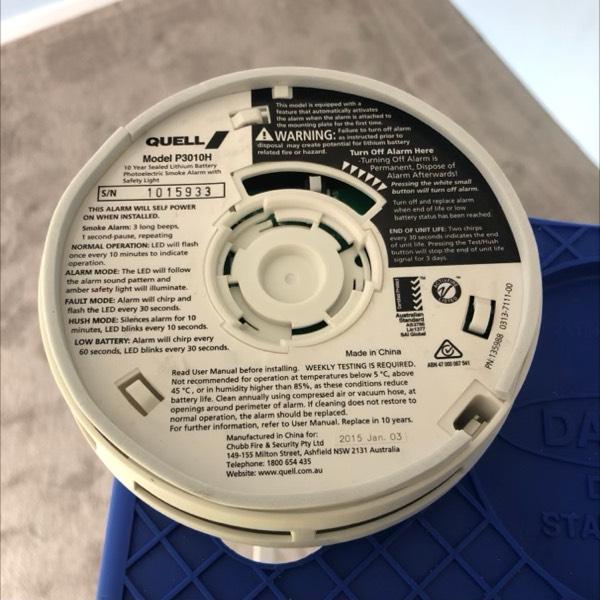 This model is equipped with a
feature that automatically activates
the alarm when the alarm is attached to
the mounting plate for the first time.
WARNING: Failure to turn off alarm
as instructed prior to
disposal may potential for lithium battery
related fire or hazard.
Turn Off Alarm Here
-Turning Off Alarm is
Permanent, Dispose of
Alarm Afterwards!
Pressing the white small
button will turn off alarm.
Turn off and replace alarm
when end of life or low
battery status has been reached.
END OF UNIT LIFE: Two chirps
every 30 seconds indicates the end
of unit life. Pressing the Test/Hush
button will stop the end of unit life
signal for 3 days.
QUELL
Model P3010H
10 Year Sealed Lithium Battery
Photoelectric Smoke Alarm with
Safety Light
S/N 1015933
THIS ALARM WILL SELF POWER
ON WHEN INSTALLED.
Smoke Alarm: 3 long beeps,
1 second-pause, repeating
NORMAL OPERATION: LED will flash
once every 10 minutes to indicate
operation.
ALARM MODE: The LED will follow
the alarm sound pattern and
amber safety light will illuminate.
FAULT MODE: Alarm will chirp and
flash the LED every 30 seconds.
HUSH MODE: Silences alarm for 10
minutes, LED blinks every 10 seconds.
LOW BATTERY: Alarm will chirp every
60 seconds, LED blinks every 30 seconds.
Certified Product
Australian
Standard
AS3786
Lic1377
SAI Global
ABN 47 000 067 541
PN:135988 0313-7111-00
Made in China
Read User Manual before installing. WEEKLY TESTING IS REQUIRED.
Not recommended for operation at temperatures below 5 °C, above
45 °C, or in humidity higher than 85%, as these conditions reduce
battery life. Clean annually using compressed air or vacuum hose, at
openings around perimeter of alarm. If cleaning does not restore to
normal operation, the alarm should be replaced.
For further information, refer to User Manual. Replace in 10 years.
Manufactured in China for: 2015 Jan. 03
Chubb Fire & Security Pty Ltd
149-155 Milton Street, Ashfield NSW 2131 Australia
Telephone: 1800 654 435
Website: www.quell.com.au